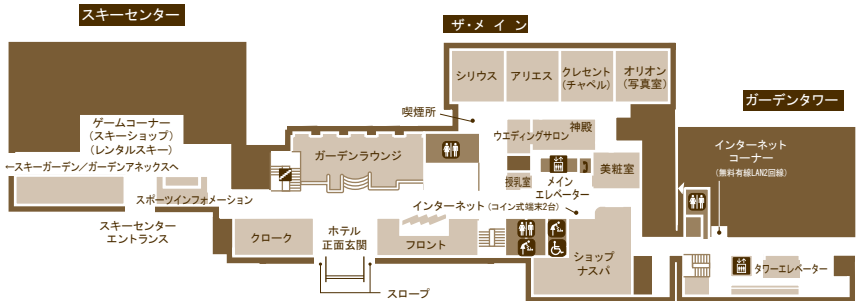 スキーセンター
ザ・メイン
ガーデンタワー
シリウス
アリエス
クレセント
(チャペル)
オリオン
(写真室)
喫煙所
ゲームコーナー
(スキーショップ)
(レンタルスキー)
←スキーガーデン/ガーデンアネックスへ
スポーツインフォメーション
スキーセンター
エントランス
ガーデンラウンジ
ウエディングサロン
神殿
授乳室
メイン
エレベーター
美粧室
インターネット(コイン式端末2台)
インターネット
コーナー
(無料有線LAN2回線)
クローク
ホテル
正面玄関
フロント
ショップ
ナスパ
タワーエレベーター
スロープ